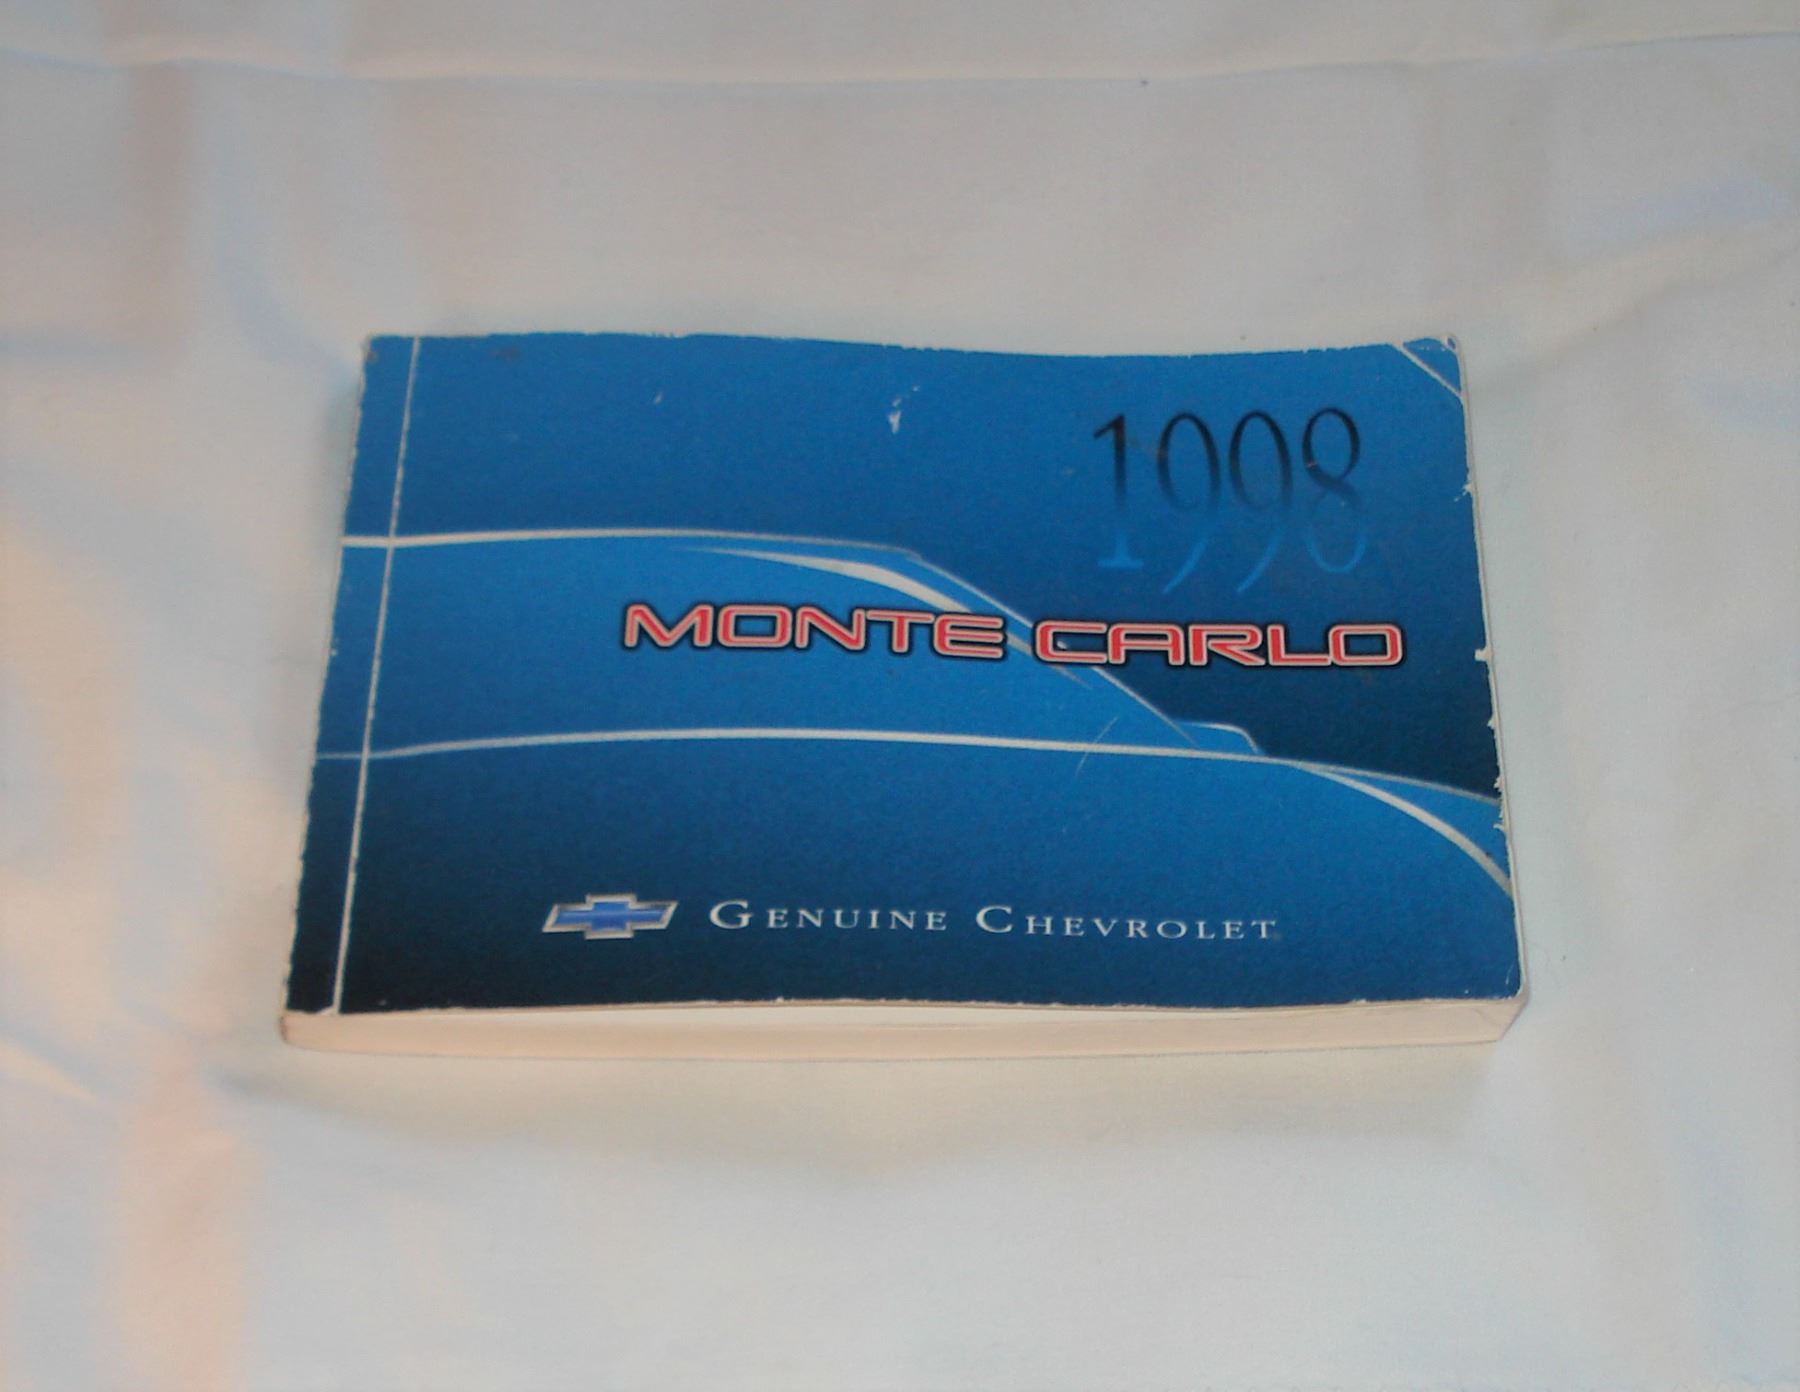 1998
MONTE CARLO
GENUINE CHEVROLET